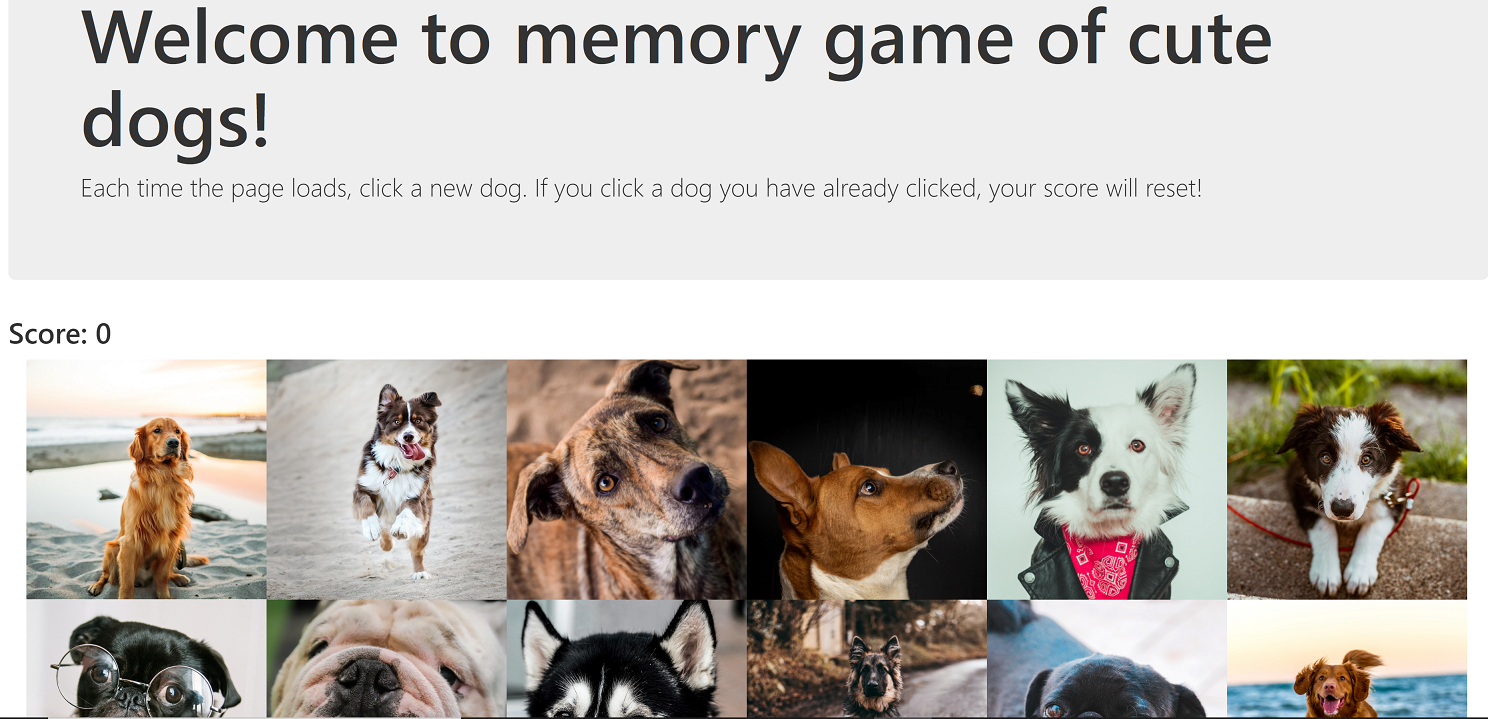 Welcome to memory game of cute
dogs!
Each time the page loads, click a new dog. If you click a dog you have already clicked, your score will reset!
Score: 0